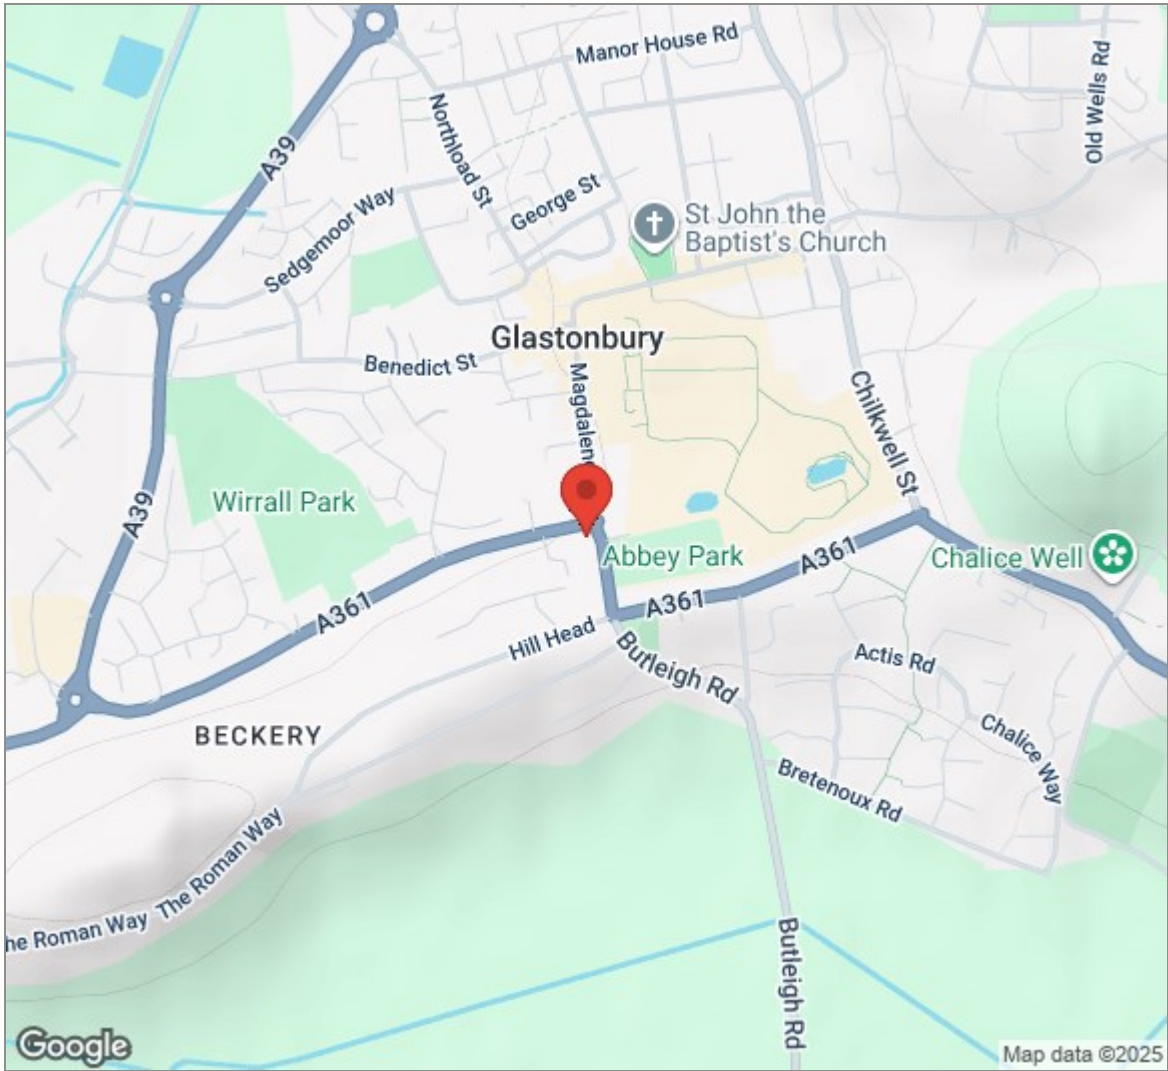 Manor House Rd
Old Wells Rd
A39
Northload St
George St
Sedgemoor Way
St John the
Baptist's Church
Glastonbury
Benedict St
Magdalene
Chilkwell St
Wirrall Park
A39
Abbey Park
A361
Chalice Well
A361
A361
Hill Head
Butleigh Rd
Actis Rd
BECKERY
Chalice Way
Bretenoux Rd
The Roman Way
he Roman Way
Butleigh Rd
Google
Map data ©2025